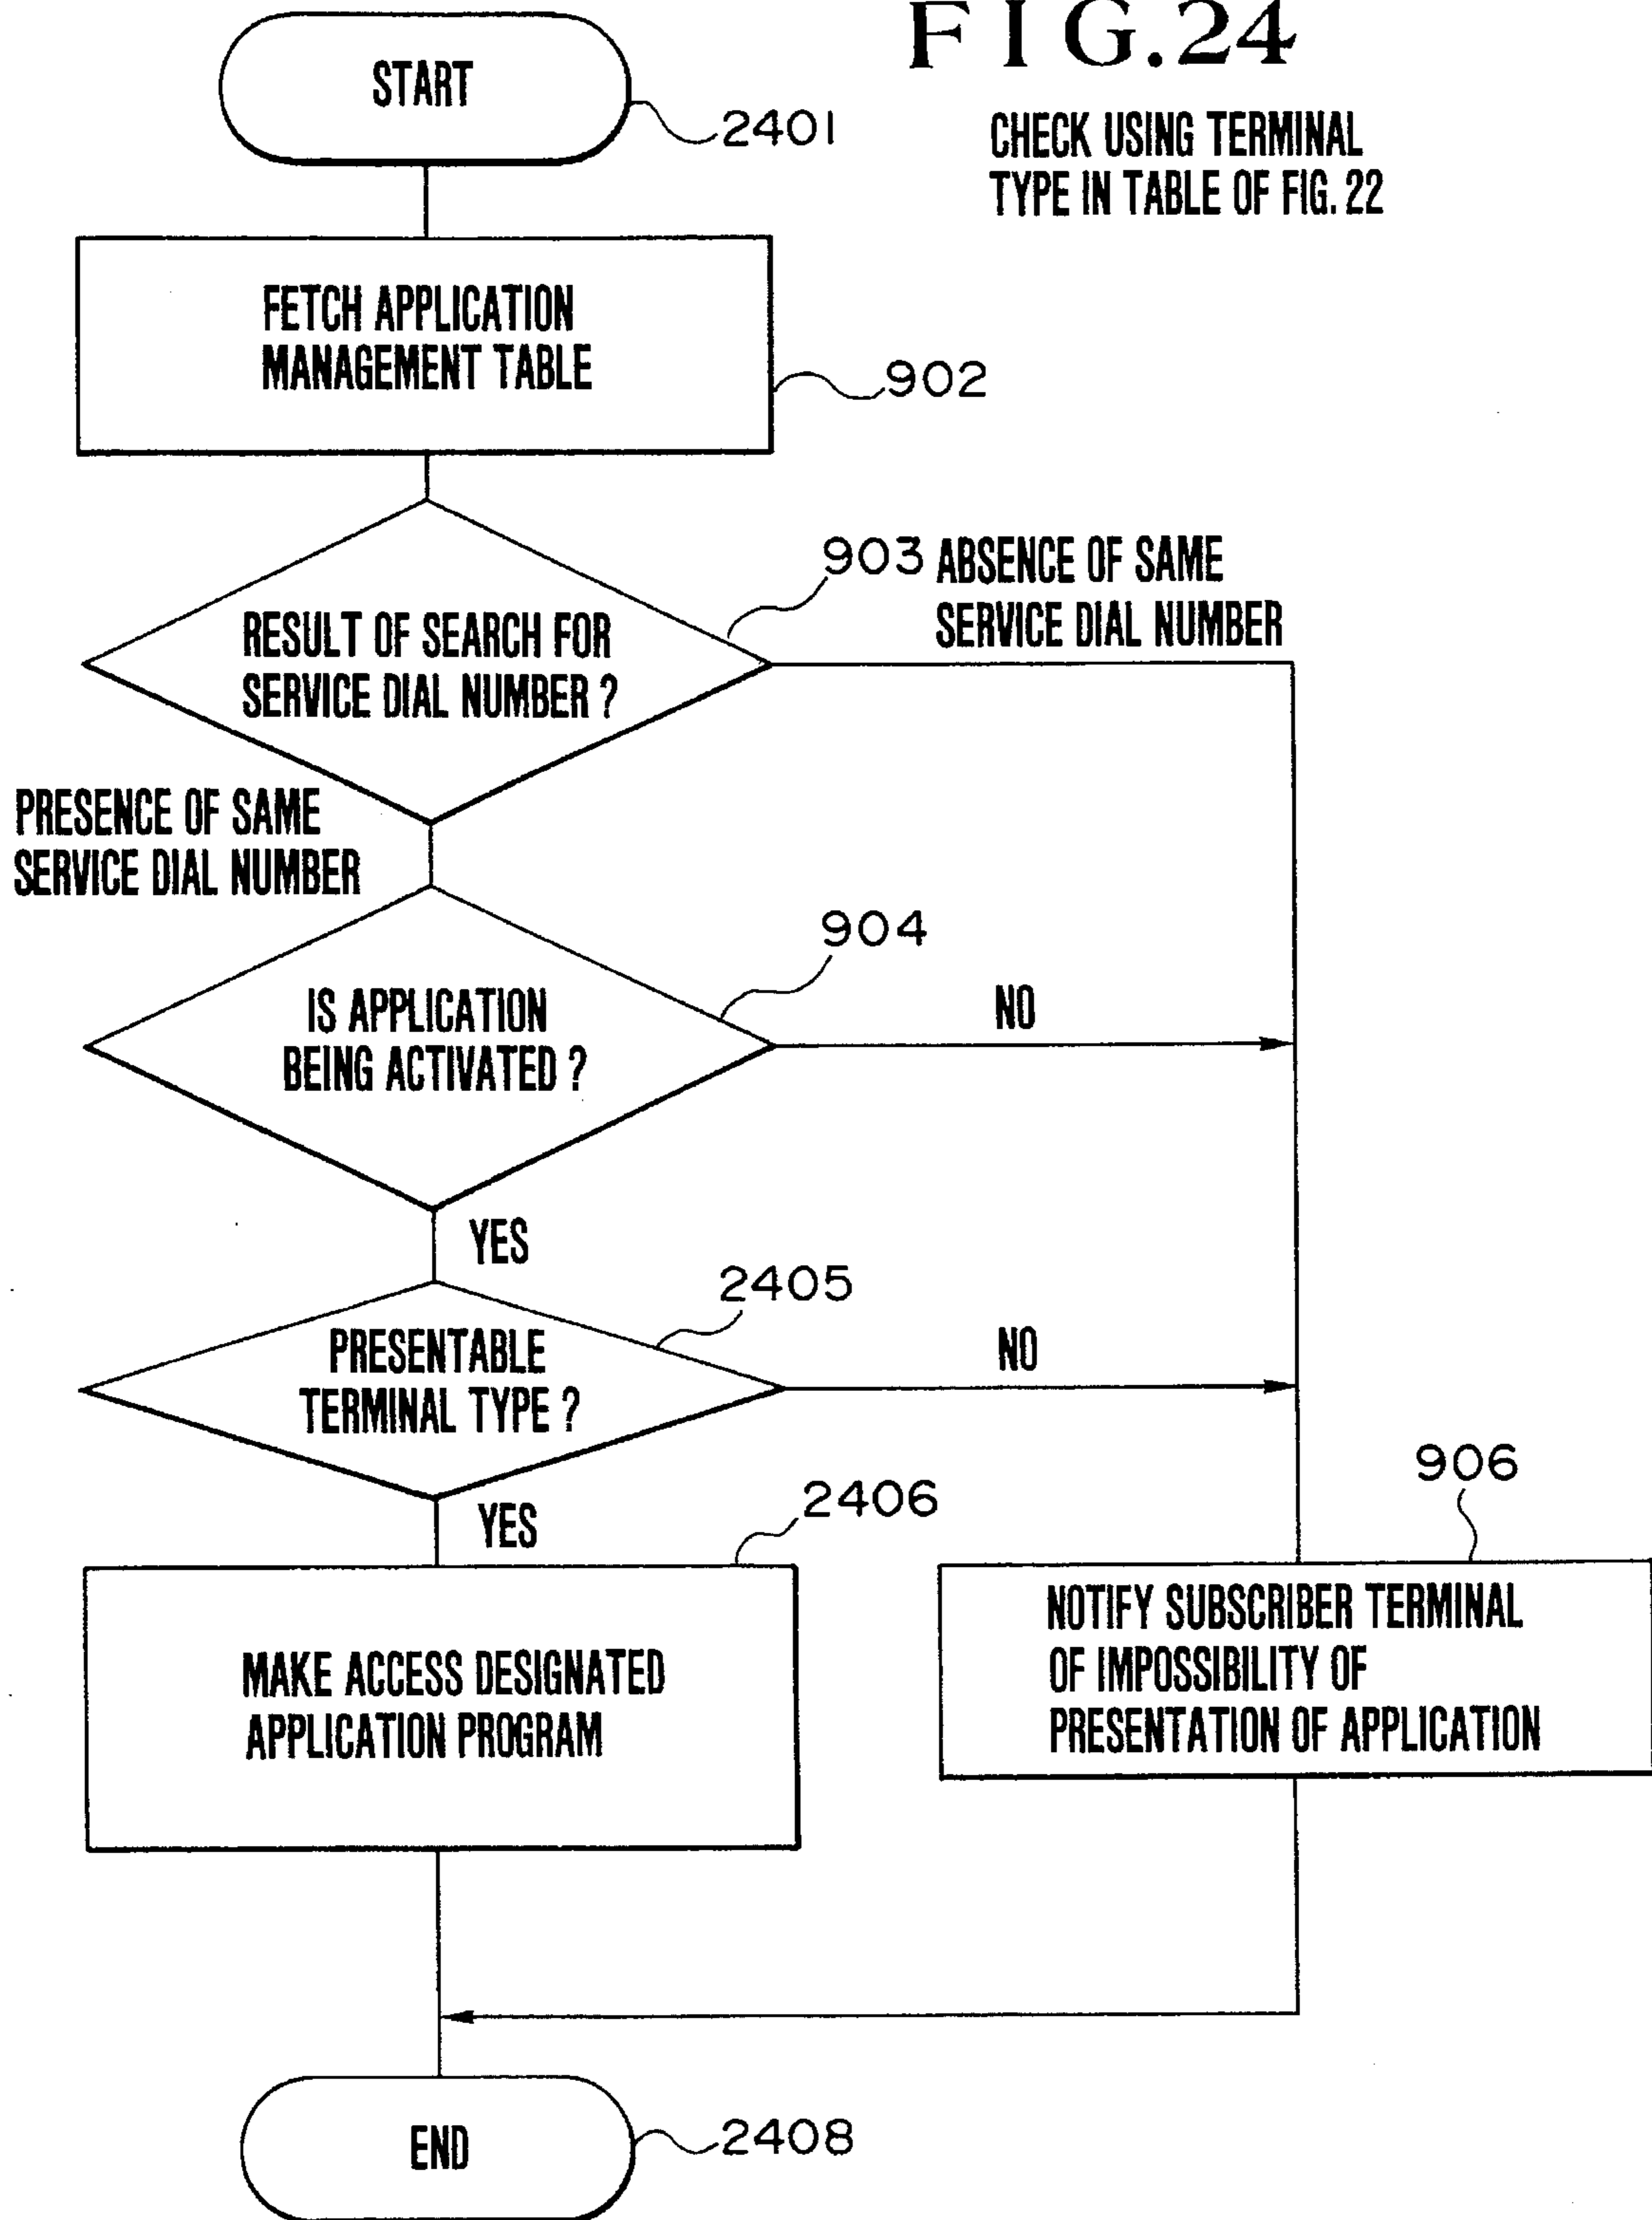 FIG.24
CHECK USING TERMINAL
TYPE IN TABLE OF FIG. 22
START
2401
FETCH APPLICATION
MANAGEMENT TABLE
902
RESULT OF SEARCH FOR
SERVICE DIAL NUMBER ?
903
ABSENCE OF SAME
SERVICE DIAL NUMBER
PRESENCE OF SAME
SERVICE DIAL NUMBER
IS APPLICATION
BEING ACTIVATED ?
904
NO
YES
PRESENTABLE
TERMINAL TYPE ?
2405
NO
YES
MAKE ACCESS DESIGNATED
APPLICATION PROGRAM
2406
NOTIFY SUBSCRIBER TERMINAL
OF IMPOSSIBILITY OF
PRESENTATION OF APPLICATION
906
END
2408